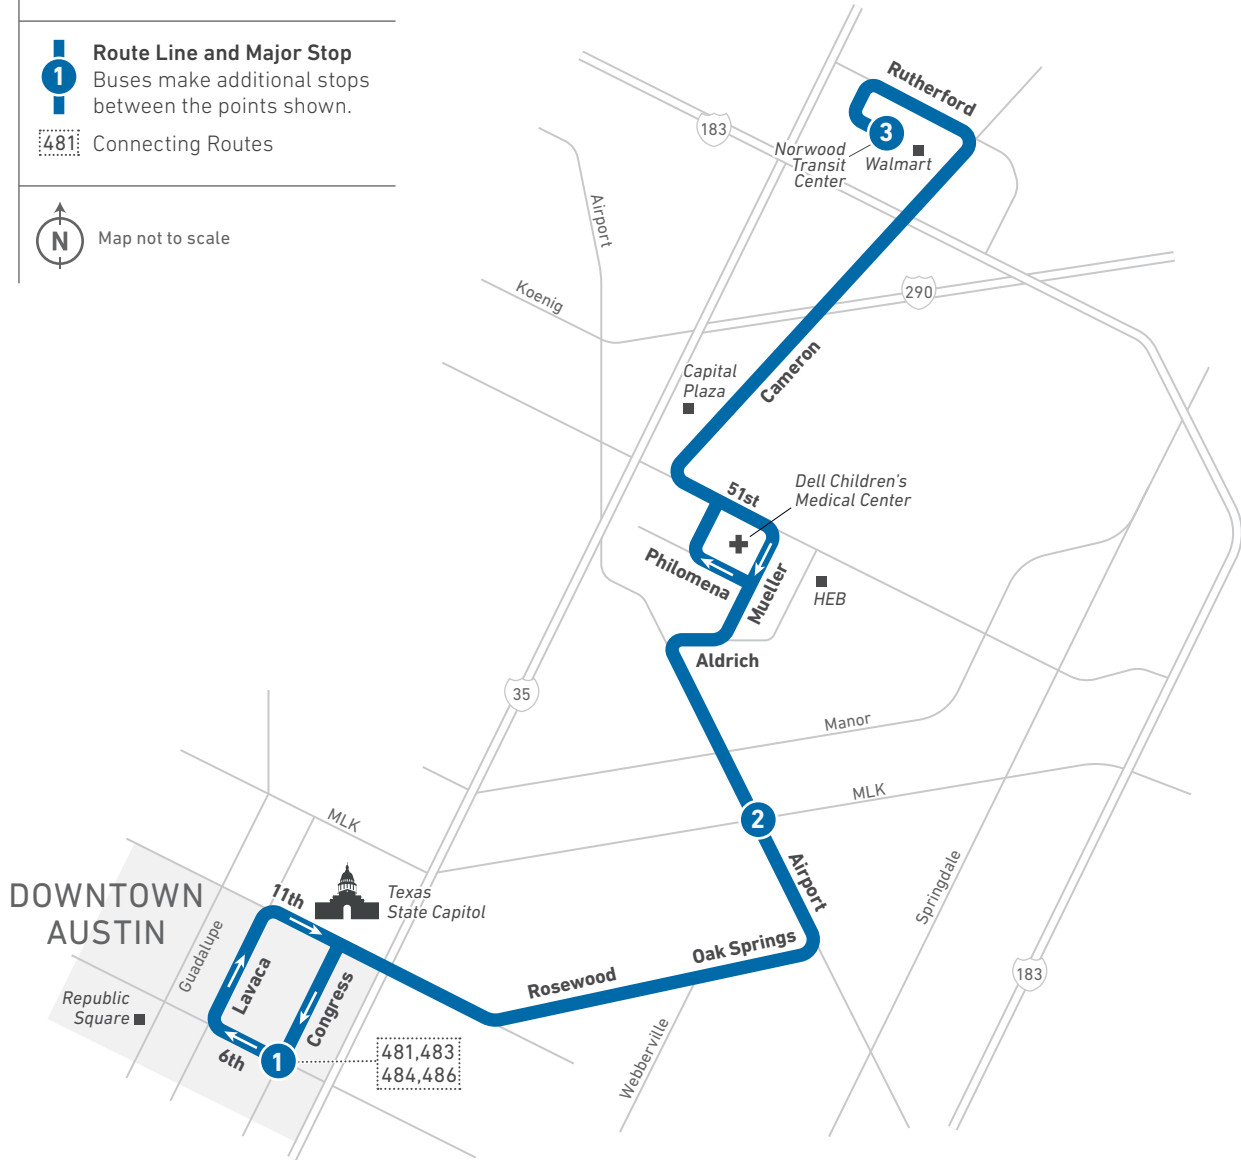 Route Line and Major Stop
1
Buses make additional stops
between the points shown.
481 Connecting Routes
N
Map not to scale
Rutherford
183
3
Norwood
Transit
Center
Walmart
Airport
Koenig
290
Capital
Plaza
Cameron
51st
Dell Children's
Medical Center
Philomena
Mueller
HEB
Aldrich
35
Manor
MLK
MLK
2
Airport
Springdale
DOWNTOWN
AUSTIN
11th
Texas
State Capitol
Guadalupe
Lavaca
Congress
Rosewood
Oak Springs
183
Republic
Square
6th
1
481,483
484,486
Webberville